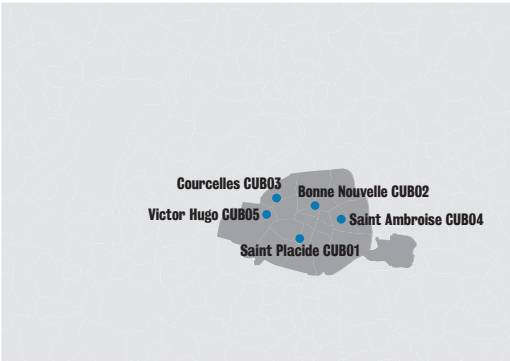 Courcelles CUB03
Bonne Nouvelle CUB02
Victor Hugo CUB05
Saint Ambroise CUB04
Saint Placide CUB01